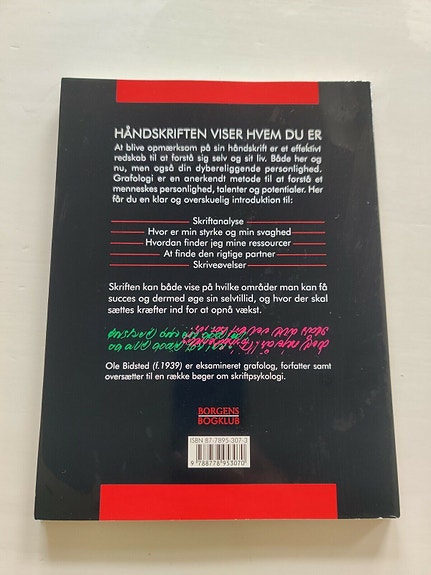 HÅNDSKRIFTEN VISER HVEM DU ER
At blive opmærksom på sin håndskrift er et effektivt
redskab til at forstå sig selv og sit liv. Både her og
nu, men også din dybereliggende personlighed.
Grafologi er en anerkendt metode til at forstå et
menneskes personlighed, talenter og potentialer. Her
får du en klar og overskuelig introduktion til:
Skriftanalyse
Hvor er min styrke og min svaghed
Hvordan finder jeg mine ressourcer
At finde den rigtige partner
Skriveøvelser
Skriften kan både vise på hvilke områder man kan få
succes og dermed øge sin selvtillid, og hvor der skal
sættes kræfter ind for at opnå vækst.
Ole Bidsted (f.1939) er eksamineret grafolog, forfatter samt
oversætter til en række bøger om skriftpsykologi.
BORGENS
BOGKLUB
ISBN 87-7895-307-3
9 788778 953070